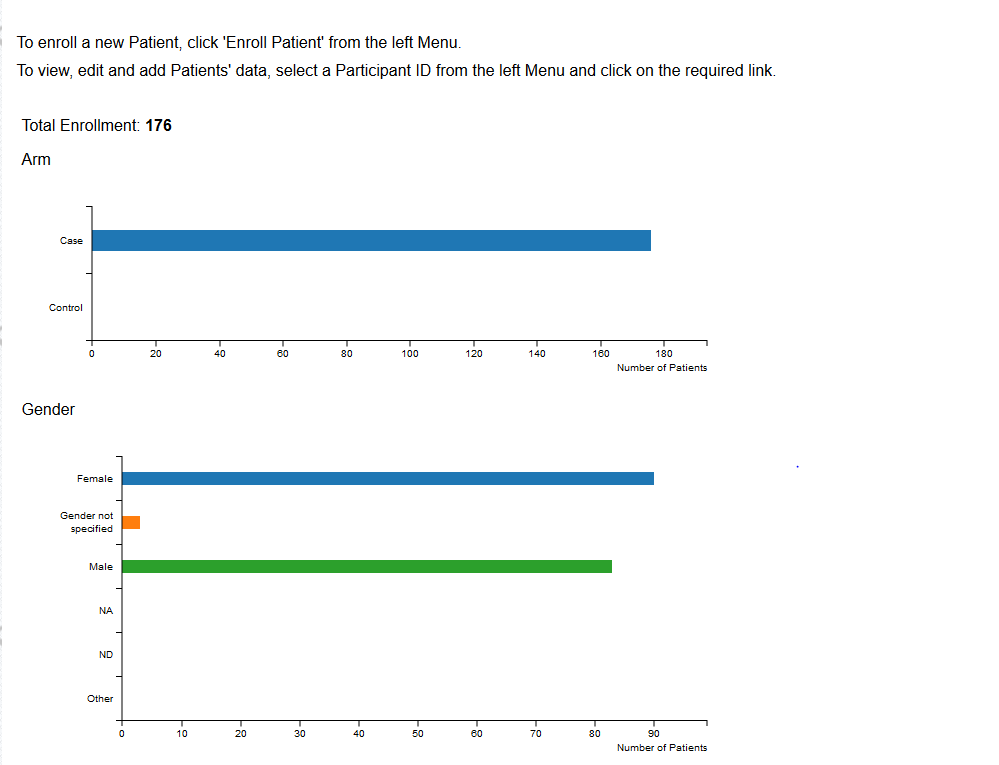 To enroll a new Patient, click 'Enroll Patient' from the left Menu.
To view, edit and add Patients' data, select a Participant ID from the left Menu and click on the required link.
Total Enrollment: 176
Arm
Case
Control
0 20 40 60 80 100 120 140 160 180
Number of Patients
Gender
Female
Gender not
specified
Male
NA
ND
Other
0 10 20 30 40 50 60 70 80 90
Number of Patients